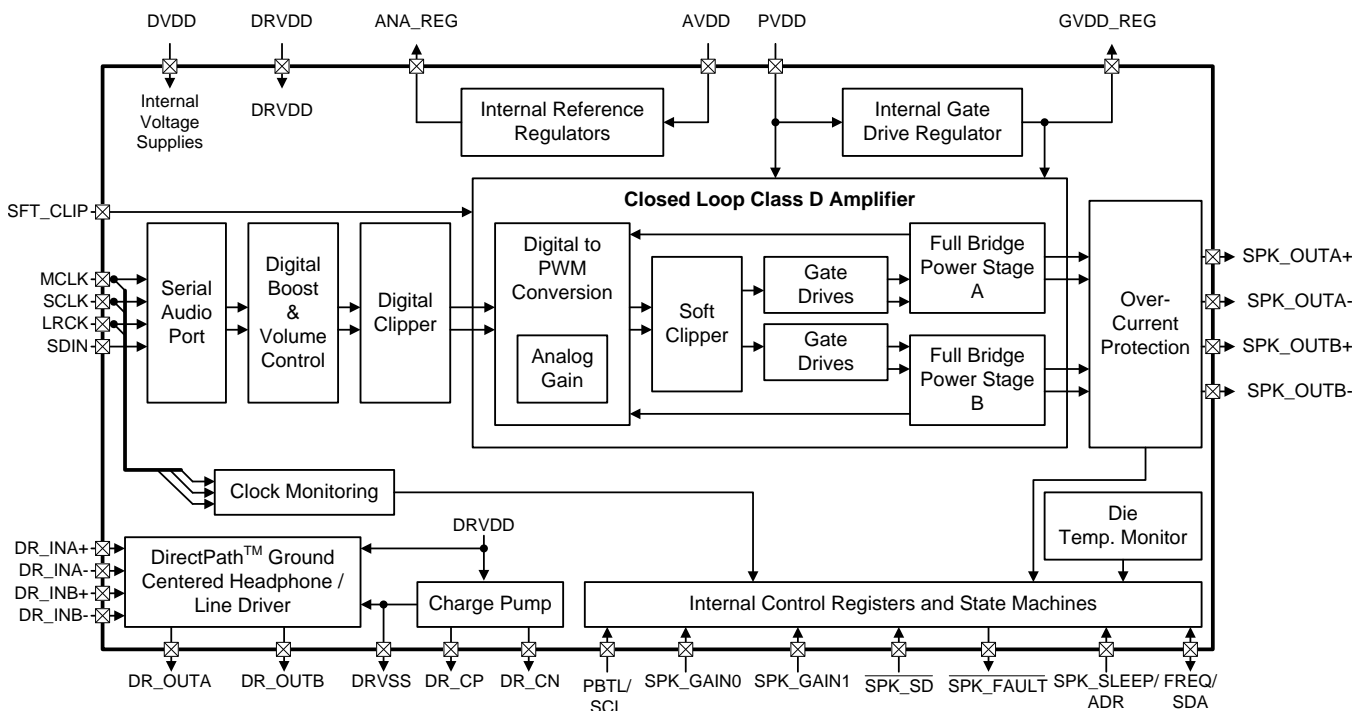 DVDD
DRVDD
ANA_REG
AVDD
PVDD
GVDD_REG
Internal
Voltage
Supplies
DRVDD
Internal Reference
Regulators
Internal Gate
Drive Regulator
SFT_CLIP
MCLK
SCLK
LRCK
SDIN
Serial
Audio
Port
Digital
Boost
&
Volume
Control
Digital
Clipper
Closed Loop Class D Amplifier
Digital to
PWM
Conversion
Analog
Gain
Soft
Clipper
Gate
Drives
Gate
Drives
Full Bridge
Power Stage
A
Full Bridge
Power Stage
B
Over-
Current
Protection
SPK_OUTA+
SPK_OUTA-
SPK_OUTB+
SPK_OUTB-
Clock Monitoring
Die
Temp. Monitor
DR_INA+
DR_INA-
DR_INB+
DR_INB-
DirectPath™ Ground
Centered Headphone /
Line Driver
DRVDD
Charge Pump
Internal Control Registers and State Machines
DR_OUTA
DR_OUTB
DRVSS
DR_CP
DR_CN
PBTL/
SCL
SPK_GAIN0
SPK_GAIN1
SPK_SD
SPK_FAULT
SPK_SLEEP/
ADR
FREQ/
SDA